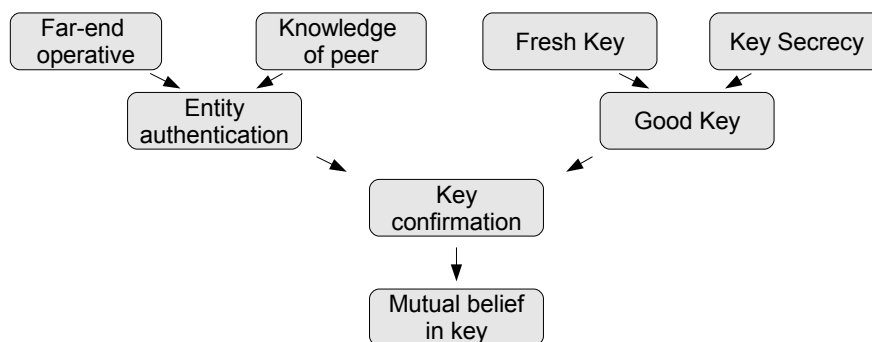 Far-end
operative
Knowledge
of peer
Fresh Key
Key Secrecy
Entity
authentication
Good Key
Key
confirmation
Mutual belief
in key